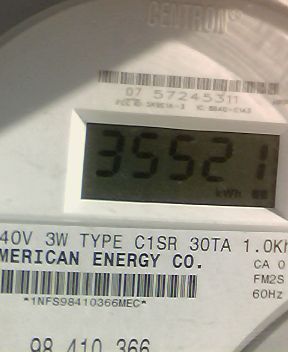 CENTRON®
07 57245311
35521
kWh
40V 3W TYPE C1SR 30TA 1.0Kh
MERICAN ENERGY CO.
CA 0
FM2S
60Hz
*1NFS98410366MEC*
98 410 366